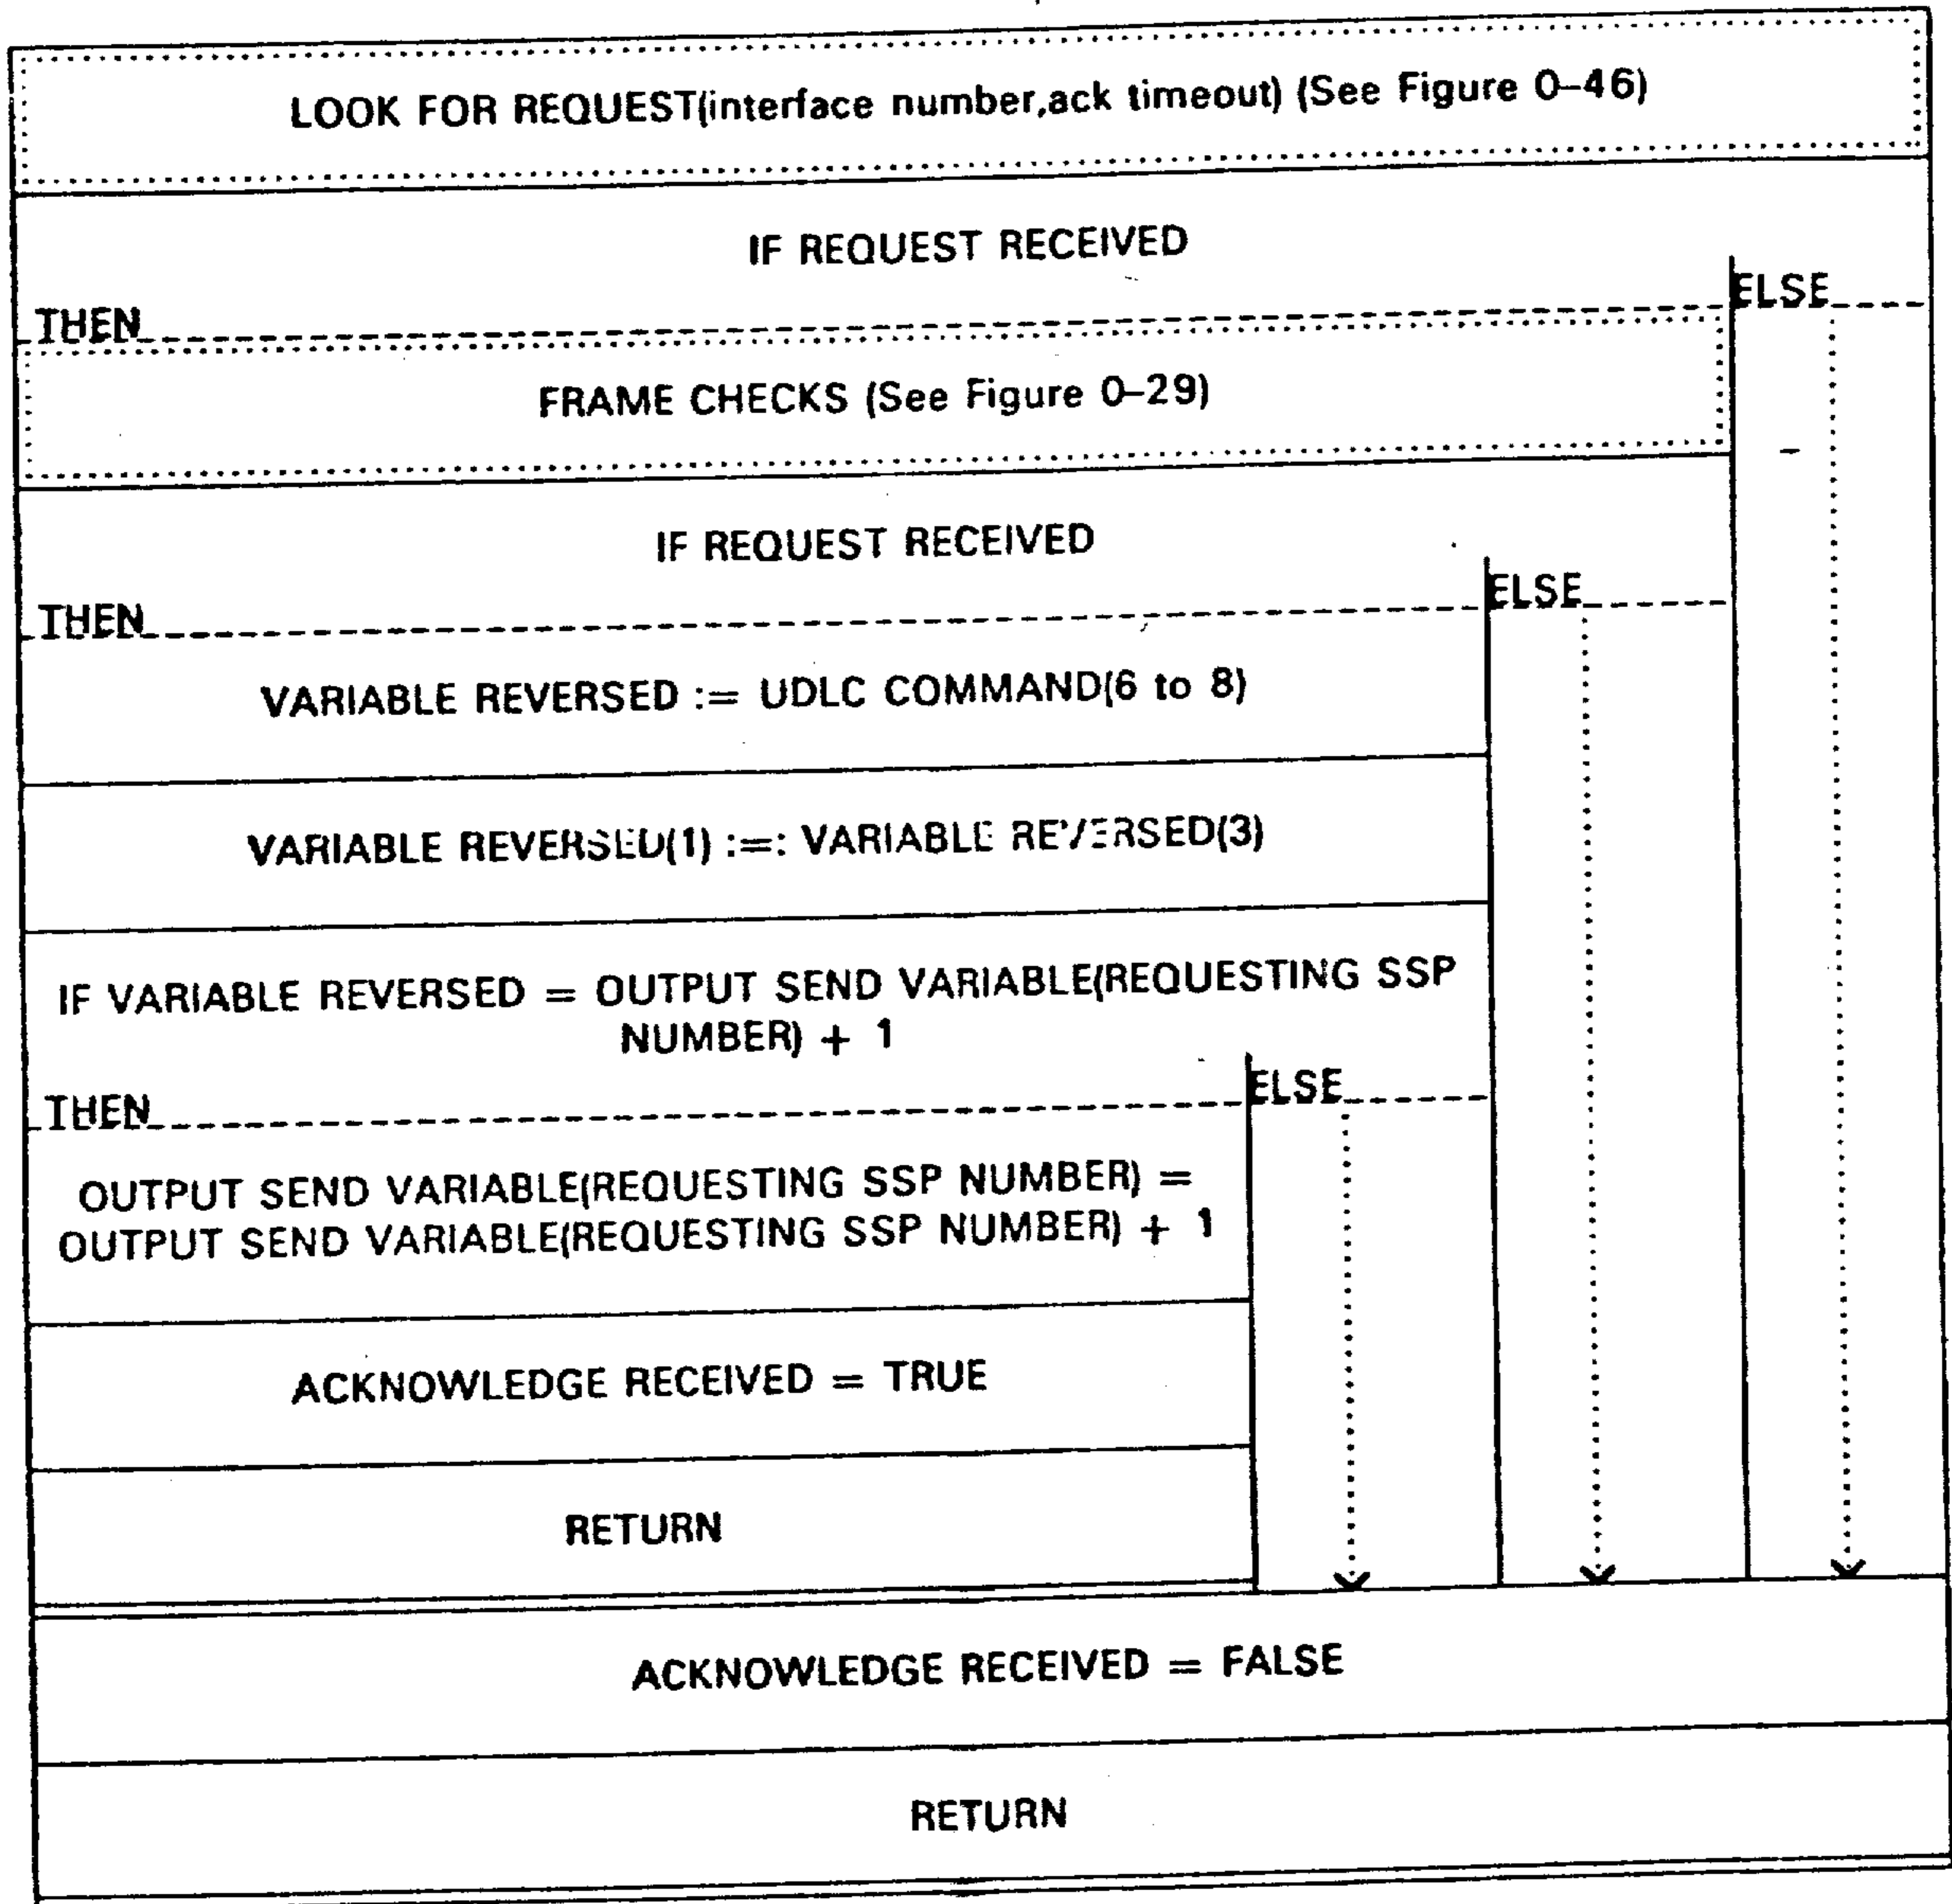 LOOK FOR REQUEST(interface number,ack timeout) (See Figure 0–46)
IF REQUEST RECEIVED
THEN
ELSE
FRAME CHECKS (See Figure 0–29)
IF REQUEST RECEIVED
THEN
ELSE
VARIABLE REVERSED := UDLC COMMAND(6 to 8)
VARIABLE REVERSED(1) :=: VARIABLE REVERSED(3)
IF VARIABLE REVERSED = OUTPUT SEND VARIABLE(REQUESTING SSP
NUMBER) + 1
THEN
ELSE
OUTPUT SEND VARIABLE(REQUESTING SSP NUMBER) =
OUTPUT SEND VARIABLE(REQUESTING SSP NUMBER) + 1
ACKNOWLEDGE RECEIVED = TRUE
RETURN
ACKNOWLEDGE RECEIVED = FALSE
RETURN